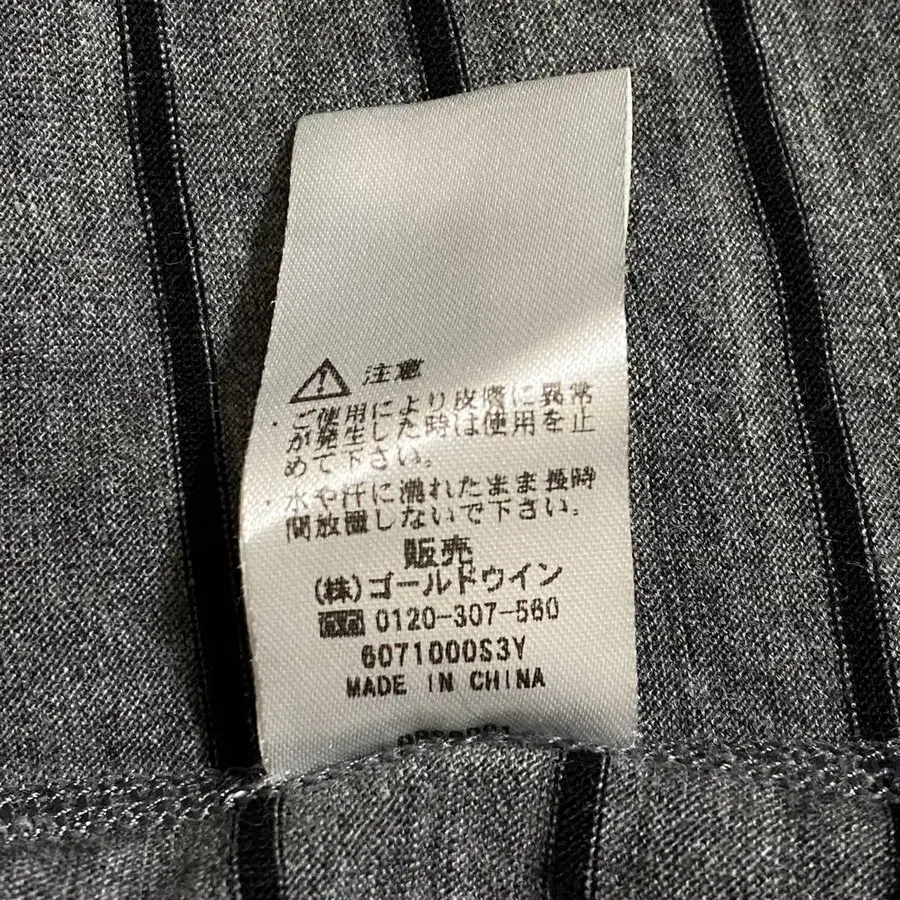 注意
・ご使用により皮膚に異常
が発生した時は使用を止
めて下さい。
・水や汗に濡れたまま長時
間放置しないで下さい。
販売
(株)ゴールドウイン
0120-307-560
6071000S3Y
MADE IN CHINA